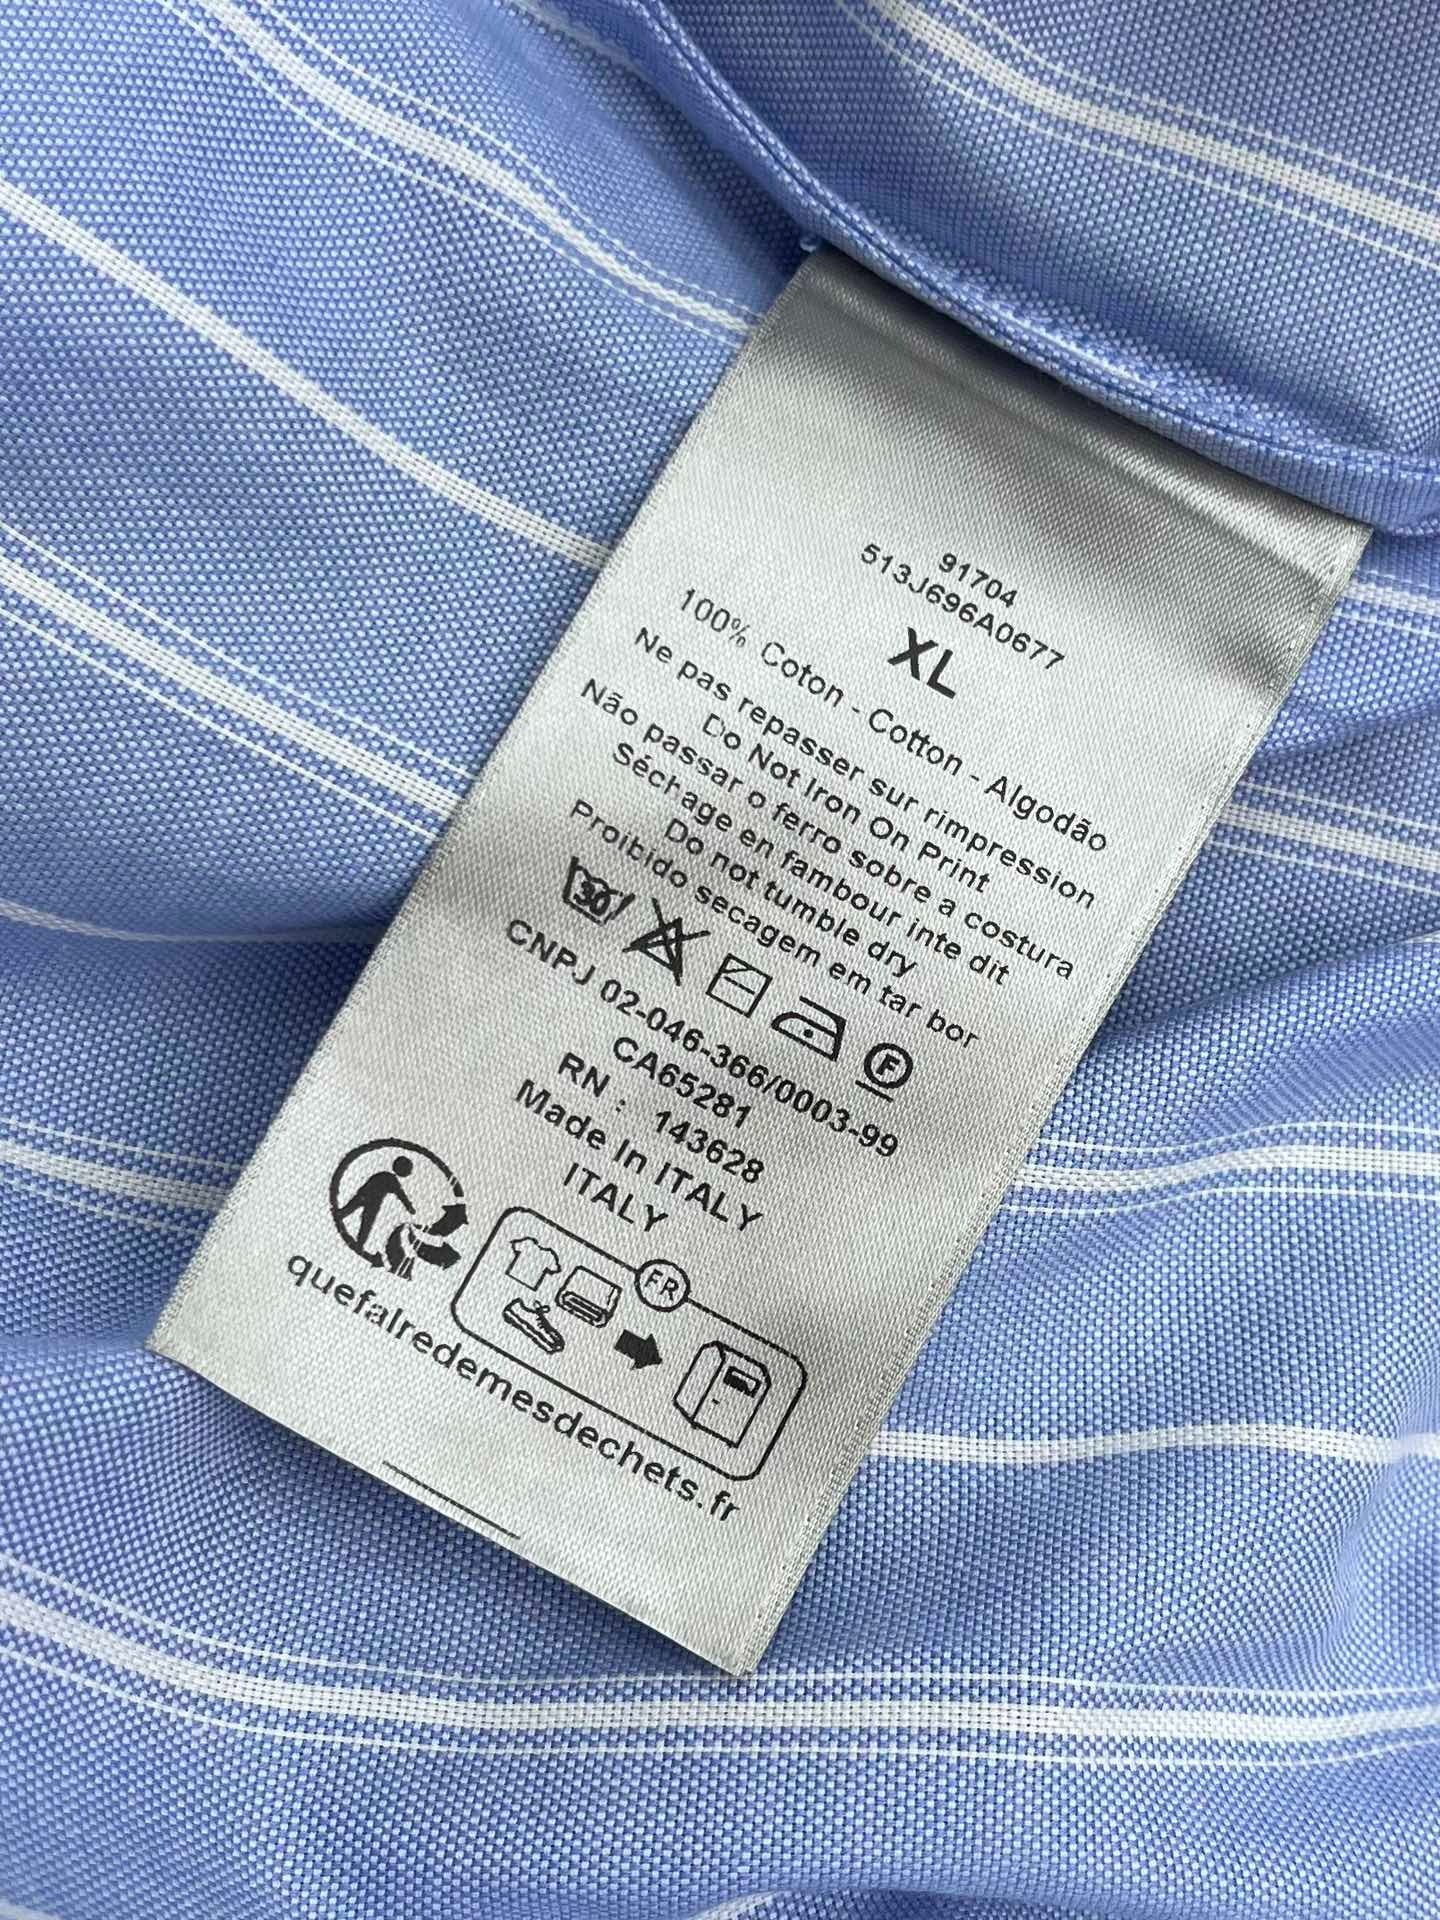 91704
513J696A0677
XL
100% Coton - Cotton - Algodão
Ne pas repasser sur rimpression
Do Not Iron On Print
Não passar o ferro sobre a costura
Séchage en fambour inte dit
Do not tumble dry
Proibido secagem em tar bor
30
F
CNPJ 02-046-366/0003-99
CA65281
RN : 143628
Made In ITALY
ITALY
FR
quefalredemesdechets.fr